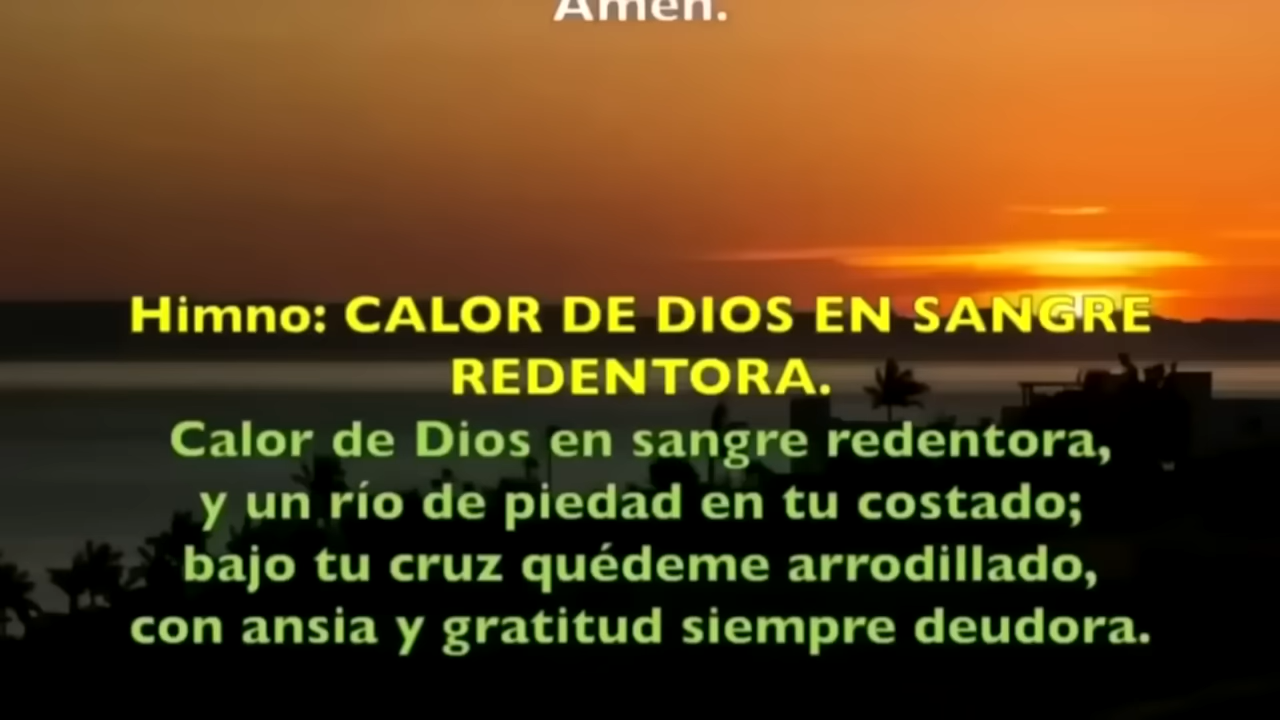 Amén.
Himno: CALOR DE DIOS EN SANGRE
REDENTORA.
Calor de Dios en sangre redentora,
y un río de piedad en tu costado;
bajo tu cruz quédeme arrodillado,
con ansia y gratitud siempre deudora.